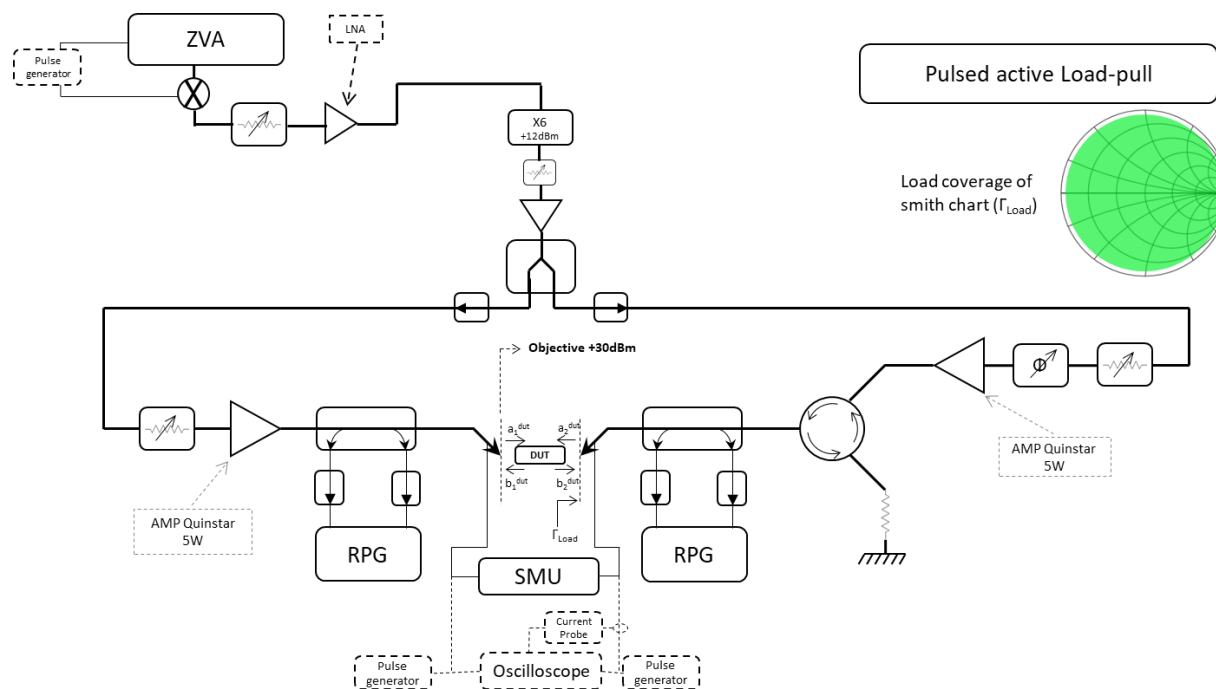 LNA
ZVA
Pulse
generator
Pulsed active Load-pull
X6
+12dBm
Load coverage of
smith chart (ΓLoad)
Objective +30dBm
Φ
a1dut
a2dut
DUT
b1dut
b2dut
AMP Quinstar
5W
AMP Quinstar
5W
ΓLoad
RPG
RPG
SMU
Current
Probe
Pulse
generator
Oscilloscope
Pulse
generator